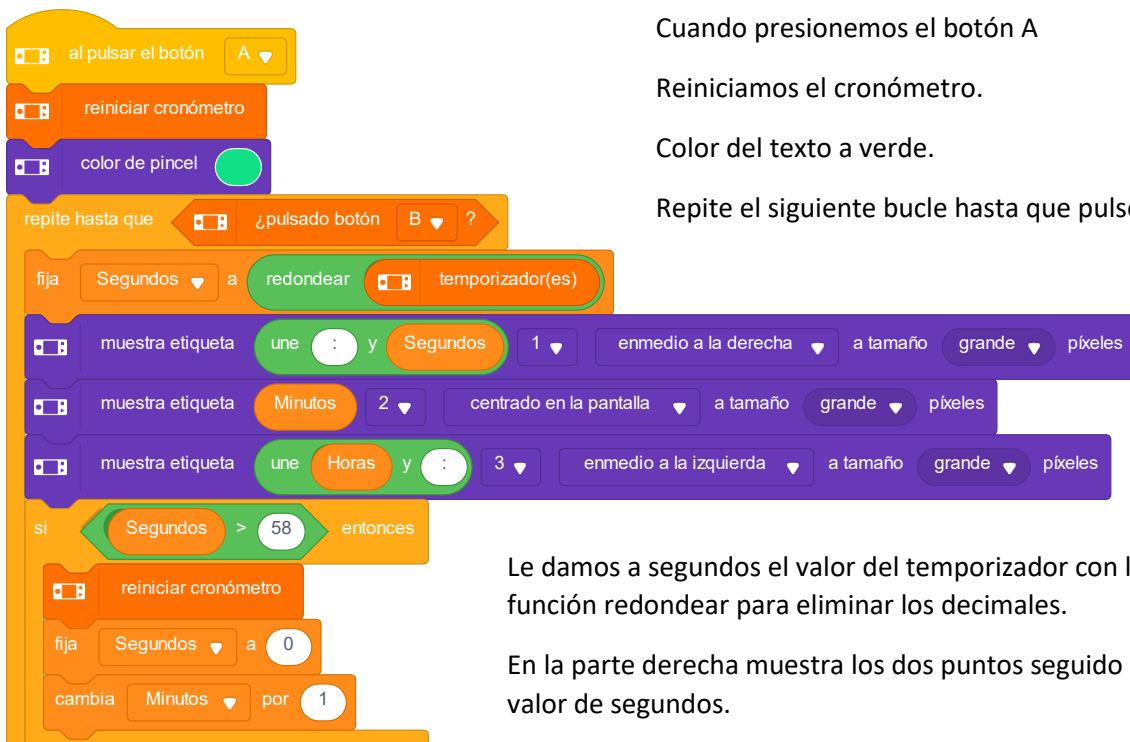 al pulsar el botón A
Cuando presionemos el botón A
reiniciar cronómetro
Reiniciamos el cronómetro.
color de pincel
Color del texto a verde.
repite hasta que ¿pulsado botón B ?
Repite el siguiente bucle hasta que
fija Segundos a redondear temporizador(es)
muestra etiqueta une : y Segundos 1 enmedio a la derecha a tamaño grande píxeles
muestra etiqueta Minutos 2 centrado en la pantalla a tamaño grande píxeles
muestra etiqueta une Horas y : 3 enmedio a la izquierda a tamaño grande píxeles
si Segundos > 58 entonces
reiniciar cronómetro
fija Segundos a 0
cambia Minutos por 1
Le damos a segundos el valor del temporizador con
función redondear para eliminar los decimales.
En la parte derecha muestra los dos puntos seguido
valor de segundos.